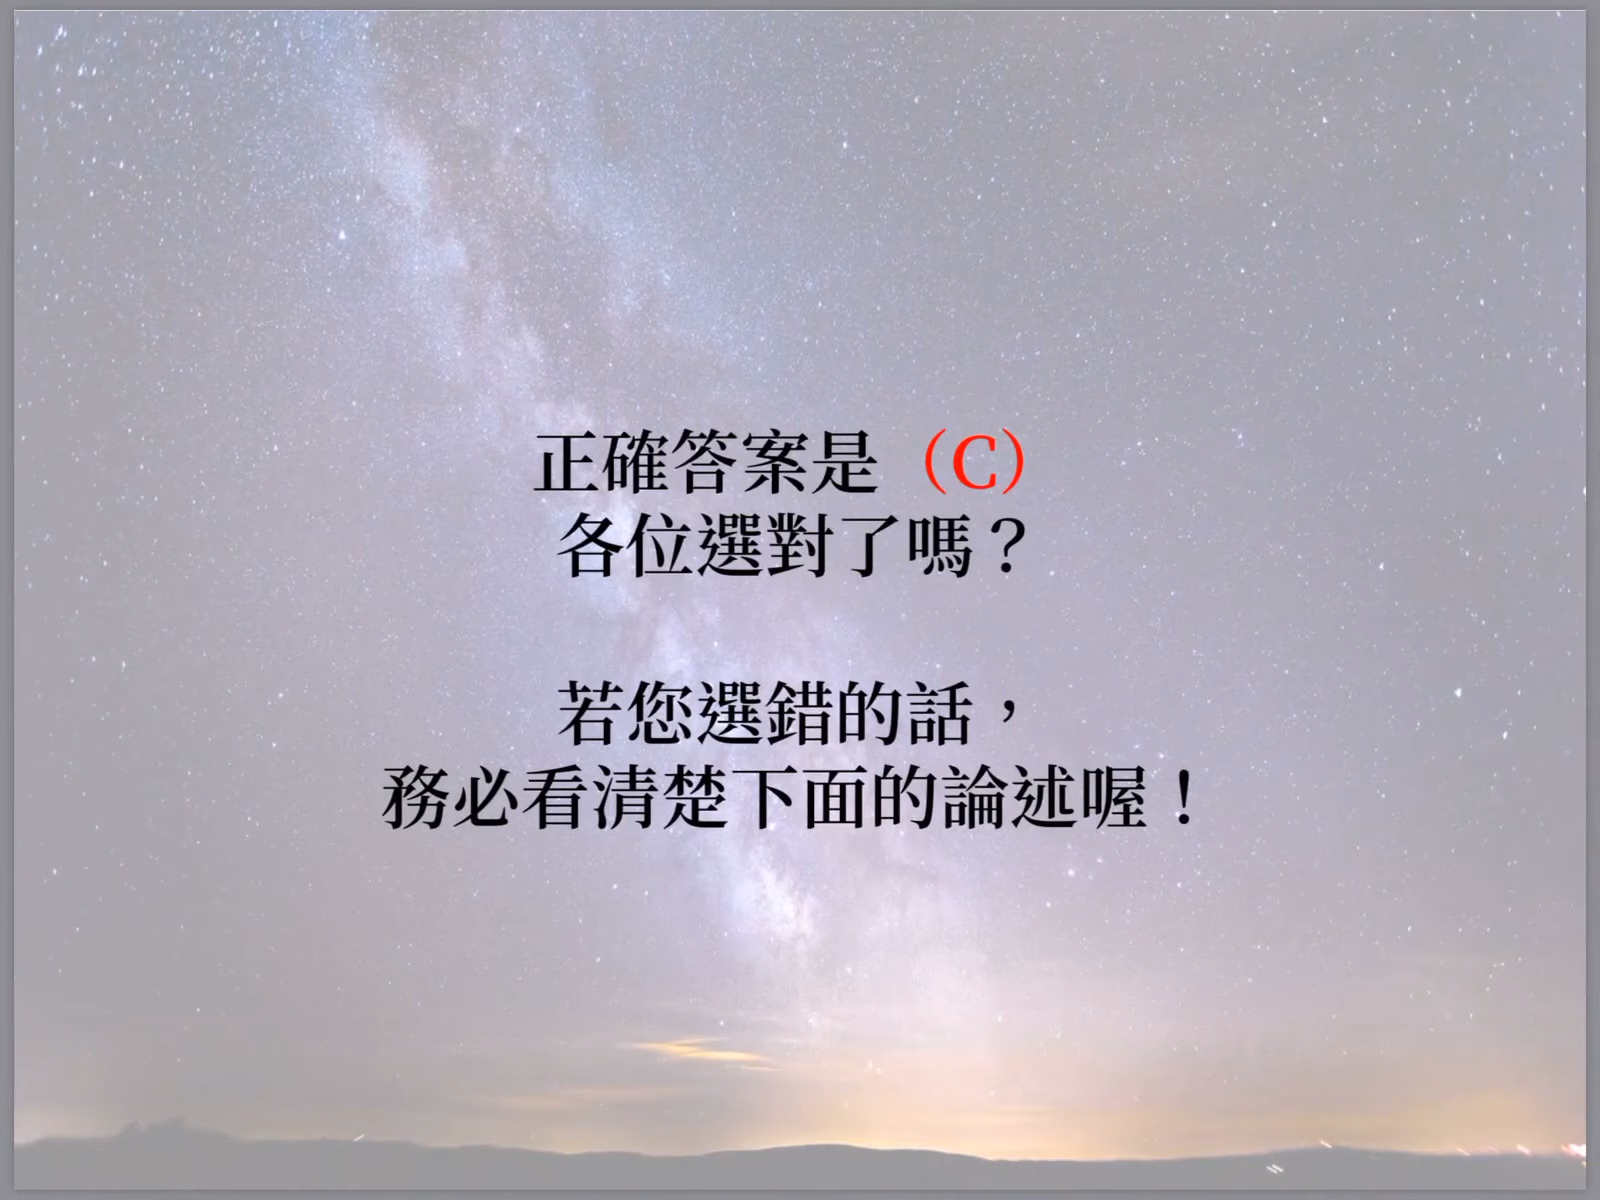 正確答案是（C）
各位選對了嗎？
若您選錯的話，
務必看清楚下面的論述喔！